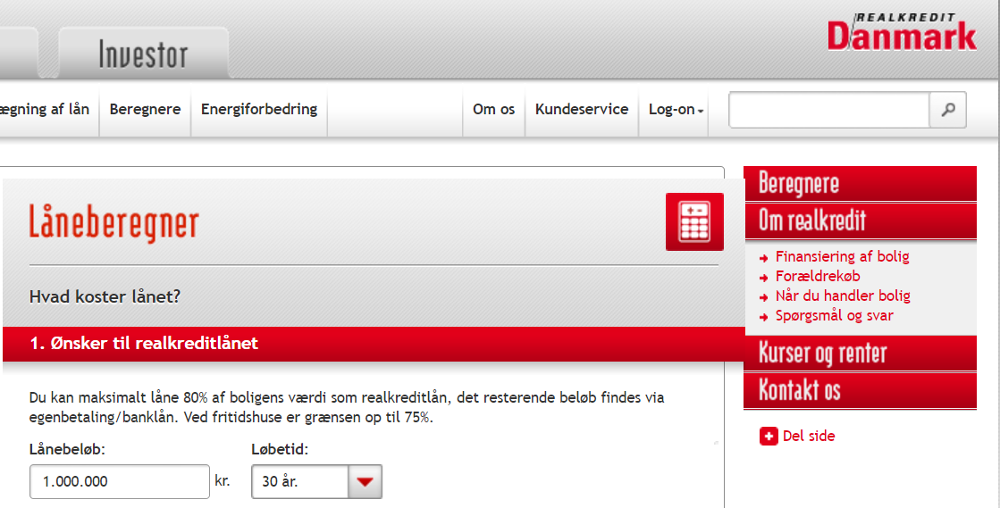 REALKREDIT
Danmark
Investor
ægning af lån
Beregnere
Energiforbedring
Om os
Kundeservice
Log-on
Låneberegner
Hvad koster lånet?
1. Ønsker til realkreditlånet
Du kan maksimalt låne 80% af boligens værdi som realkreditlån, det resterende beløb findes via
egenbetaling/banklån. Ved fritidshuse er grænsen op til 75%.
Lånebeløb:
Løbetid:
1.000.000
kr.
30 år.
Beregnere
Om realkredit
Finansiering af bolig
Forældrekøb
Når du handler bolig
Spørgsmål og svar
Kurser og renter
Kontakt os
Del side